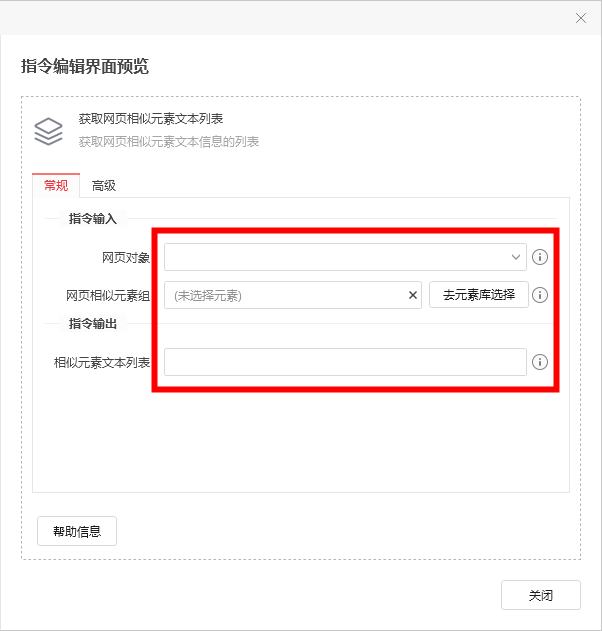 指令编辑界面预览
获取网页相似元素文本列表
获取网页相似元素文本信息的列表
常规 高级
指令输入
网页对象
网页相似元素组 (未选择元素) 去元素库选择
指令输出
相似元素文本列表
帮助信息
关闭